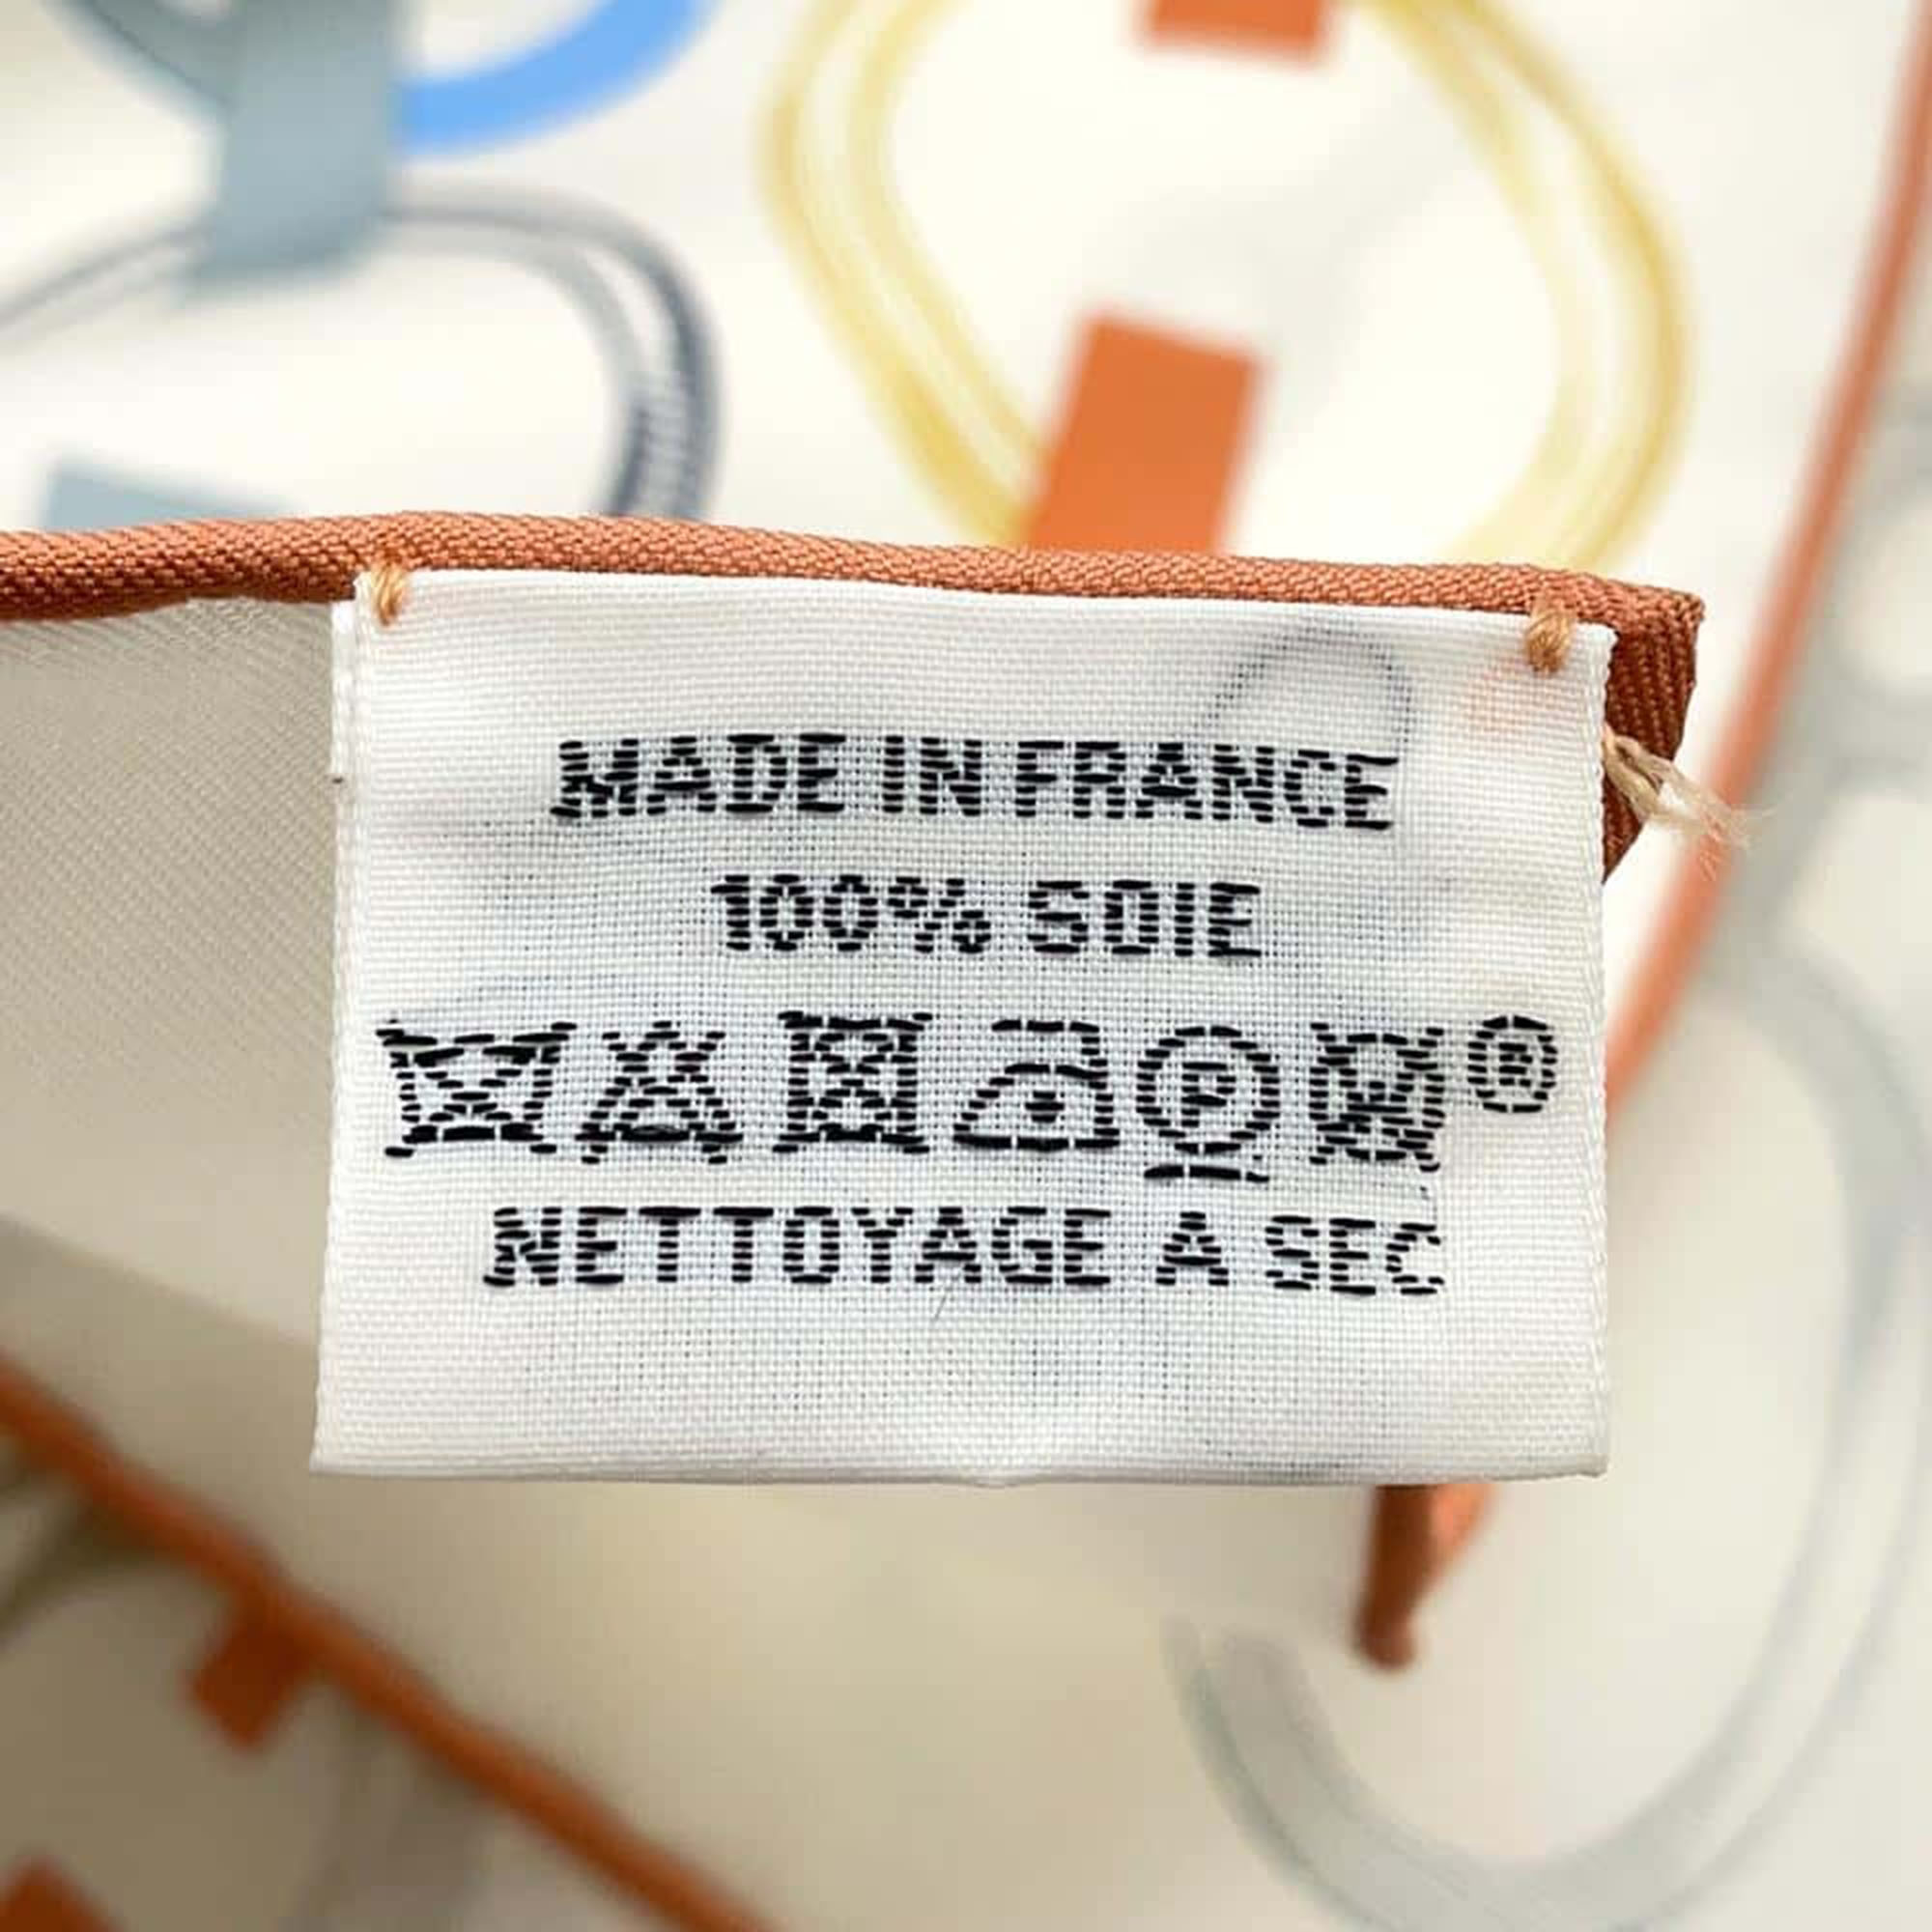 MADE IN FRANCE
100% SOIE
P W ®
NETTOYAGE A SEC